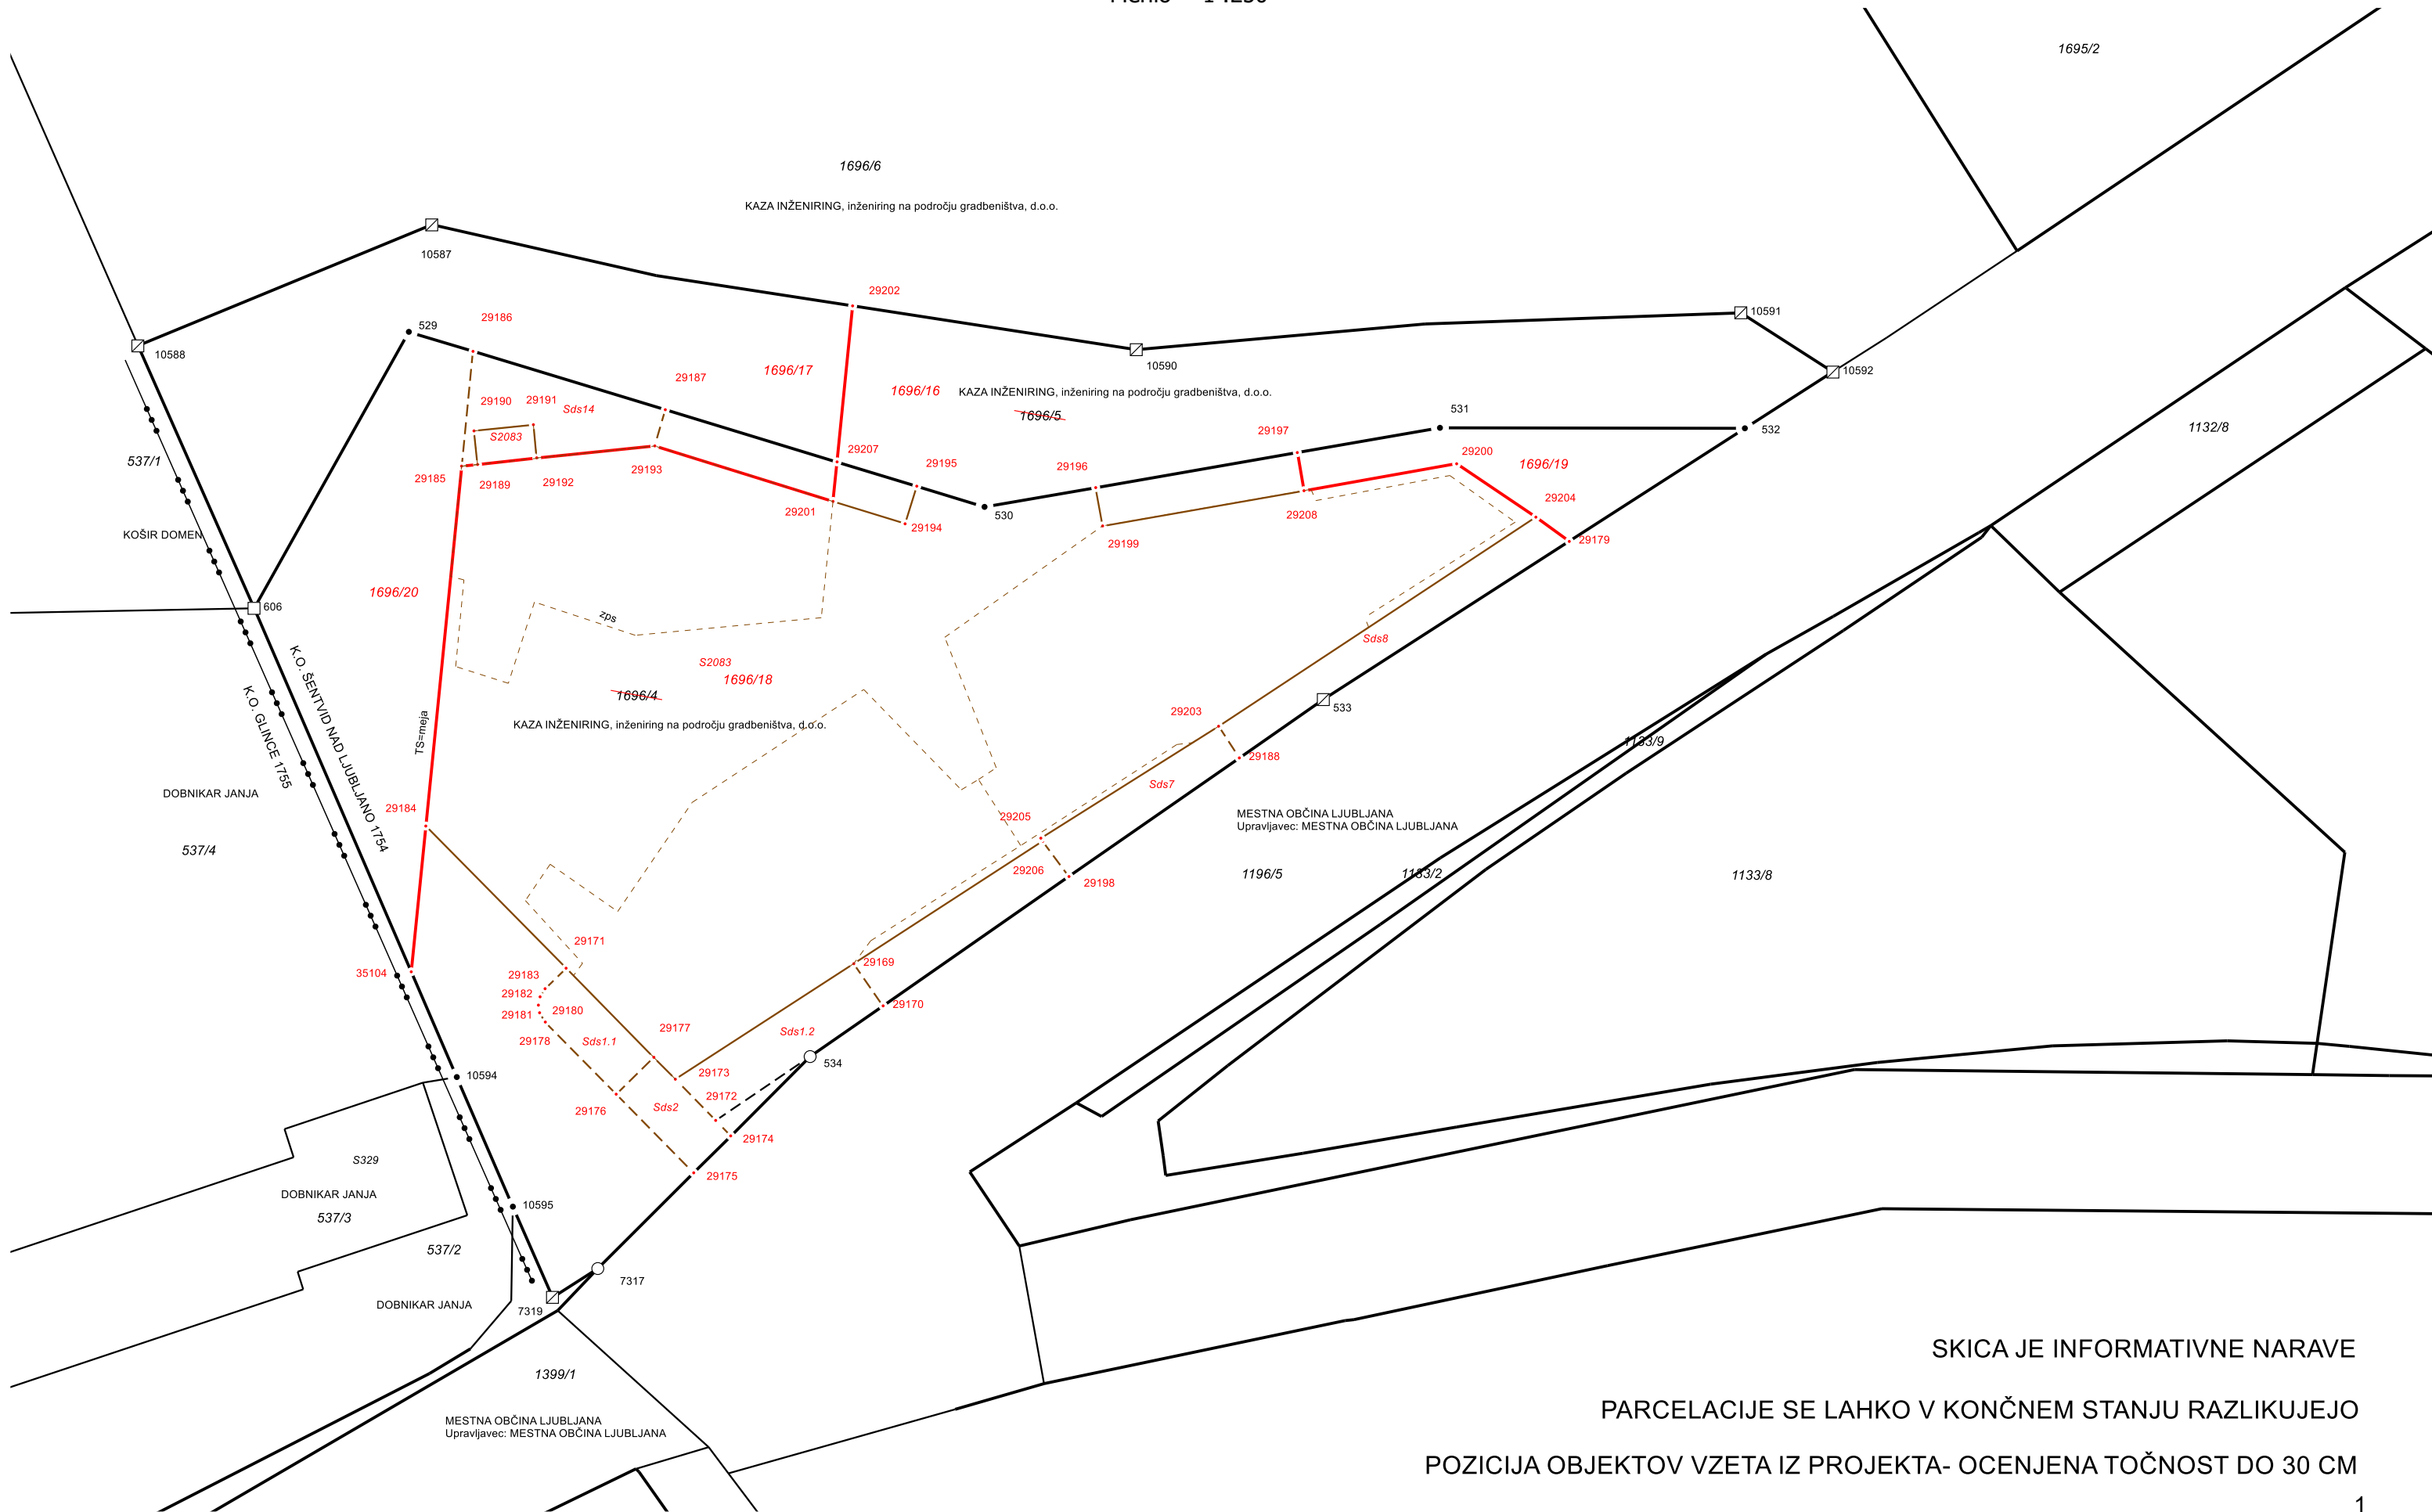 1695/2
1696/6
KAZA INŽENIRING, inženiring na področju gradbeništva, d.o.o.
10587
29202
10591
529
29186
10588
10590
10592
1696/17
29187
1696/16
KAZA INŽENIRING, inženiring na področju gradbeništva, d.o.o.
1696/5
29190
29191
Sds14
531
532
1132/8
29197
S2083
537/1
29207
29195
29196
29200
1696/19
29193
29185
29189
29192
29204
29201
530
29194
29208
KOŠIR DOMEN
29199
29179
1696/20
606
zps
Sds8
K.O. ŠENTVID NAD LJUBLJANO 1754
K.O. GLINCE 1755
S2083
1696/18
1696/4
KAZA INŽENIRING, inženiring na področju gradbeništva, d.o.o.
TS=meja
29203
533
1133/9
29188
Sds7
DOBNIKAR JANJA
29184
29205
MESTNA OBČINA LJUBLJANA
Upravljavec: MESTNA OBČINA LJUBLJANA
537/4
29206
29198
1196/5
1133/2
1133/8
29171
29169
35104
29183
29182
29181
29180
29170
29177
Sds1.2
29178
Sds1.1
534
10594
29173
29172
29176
Sds2
29174
S329
29175
DOBNIKAR JANJA
10595
537/3
537/2
7317
DOBNIKAR JANJA
7319
SKICA JE INFORMATIVNE NARAVE
1399/1
PARCELACIJE SE LAHKO V KONČNEM STANJU RAZLIKUJEJO
MESTNA OBČINA LJUBLJANA
Upravljavec: MESTNA OBČINA LJUBLJANA
POZICIJA OBJEKTOV VZETA IZ PROJEKTA- OCENJENA TOČNOST DO 30 CM
1